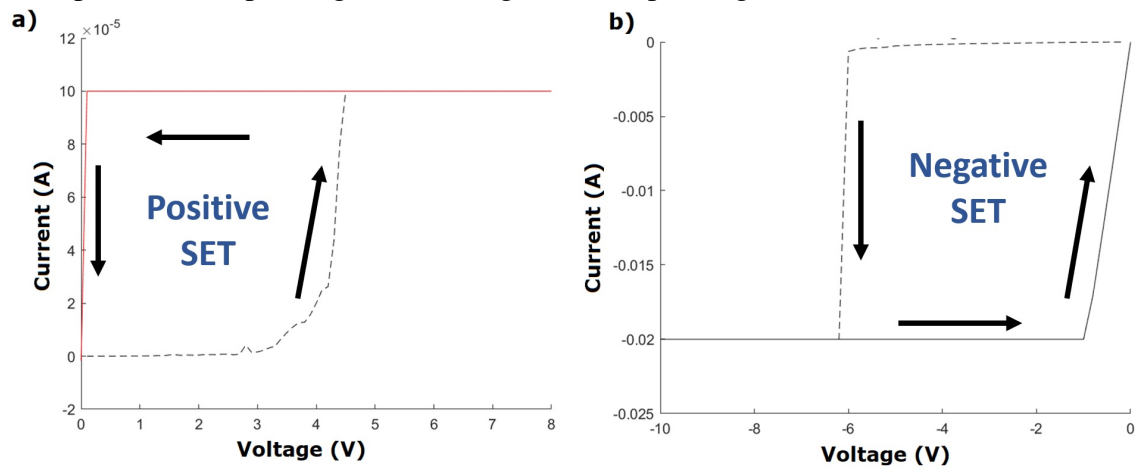 a)
×10⁻⁵
12
10
8
6
4
2
0
-2
Current (A)
Positive
SET
0 1 2 3 4 5 6 7 8
Voltage (V)
b)
0
-0.005
-0.01
-0.015
-0.02
-0.025
Current (A)
Negative
SET
-10 -8 -6 -4 -2 0
Voltage (V)